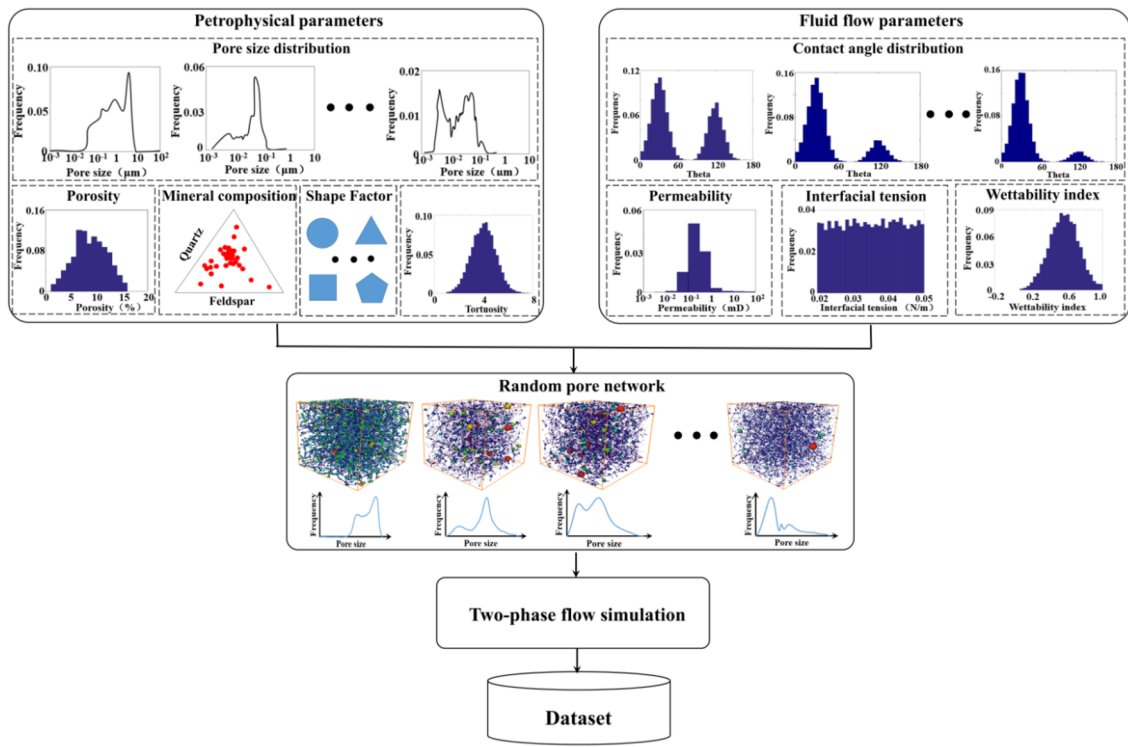 Petrophysical parameters
Pore size distribution
Frequency
0.10
0.05
0
10-3 10-1 1 10 102
Pore size（μm）
Frequency
0.06
0.03
0
10-3 10-2 10-1 1 10
Pore size（μm）
Frequency
0.02
0.01
0
10-3 10-2 10-1 1 10
Pore size（μm）
Porosity
Frequency
0.16
0.08
0
0 5 10 15 20
Porosity（%）
Mineral composition
Quartz
Feldspar
Shape Factor
Frequency
0.10
0.05
0
0 4 8
Tortuosity
Fluid flow parameters
Contact angle distribution
Frequency
0.12
0.06
0
0 60 120 180
Theta
Frequency
0.16
0.08
0
0 60 120 180
Theta
Frequency
0.16
0.08
0
0 60 120 180
Theta
Permeability
Frequency
0.06
0.03
0
10-3 10-2 10-1 1 10 102
Permeability（mD）
Interfacial tension
Frequency
0.04
0.02
0
0.02 0.03 0.04 0.05
Interfacial tension （N/m）
Wettability index
Frequency
0.09
0.06
0.03
0
-0.2 0.2 0.6 1.0
Wettability index
Random pore network
Frequency
Pore size
Frequency
Pore size
Frequency
Pore size
Frequency
Pore size
Two-phase flow simulation
Dataset